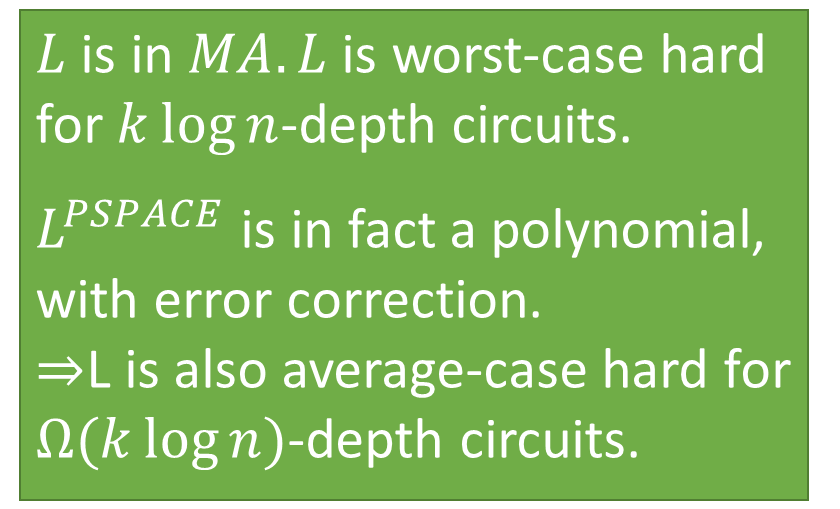 L is in MA. L is worst-case hard
for k log n-depth circuits.
L^PSPACE is in fact a polynomial,
with error correction.
⇒L is also average-case hard for
Ω(k log n)-depth circuits.